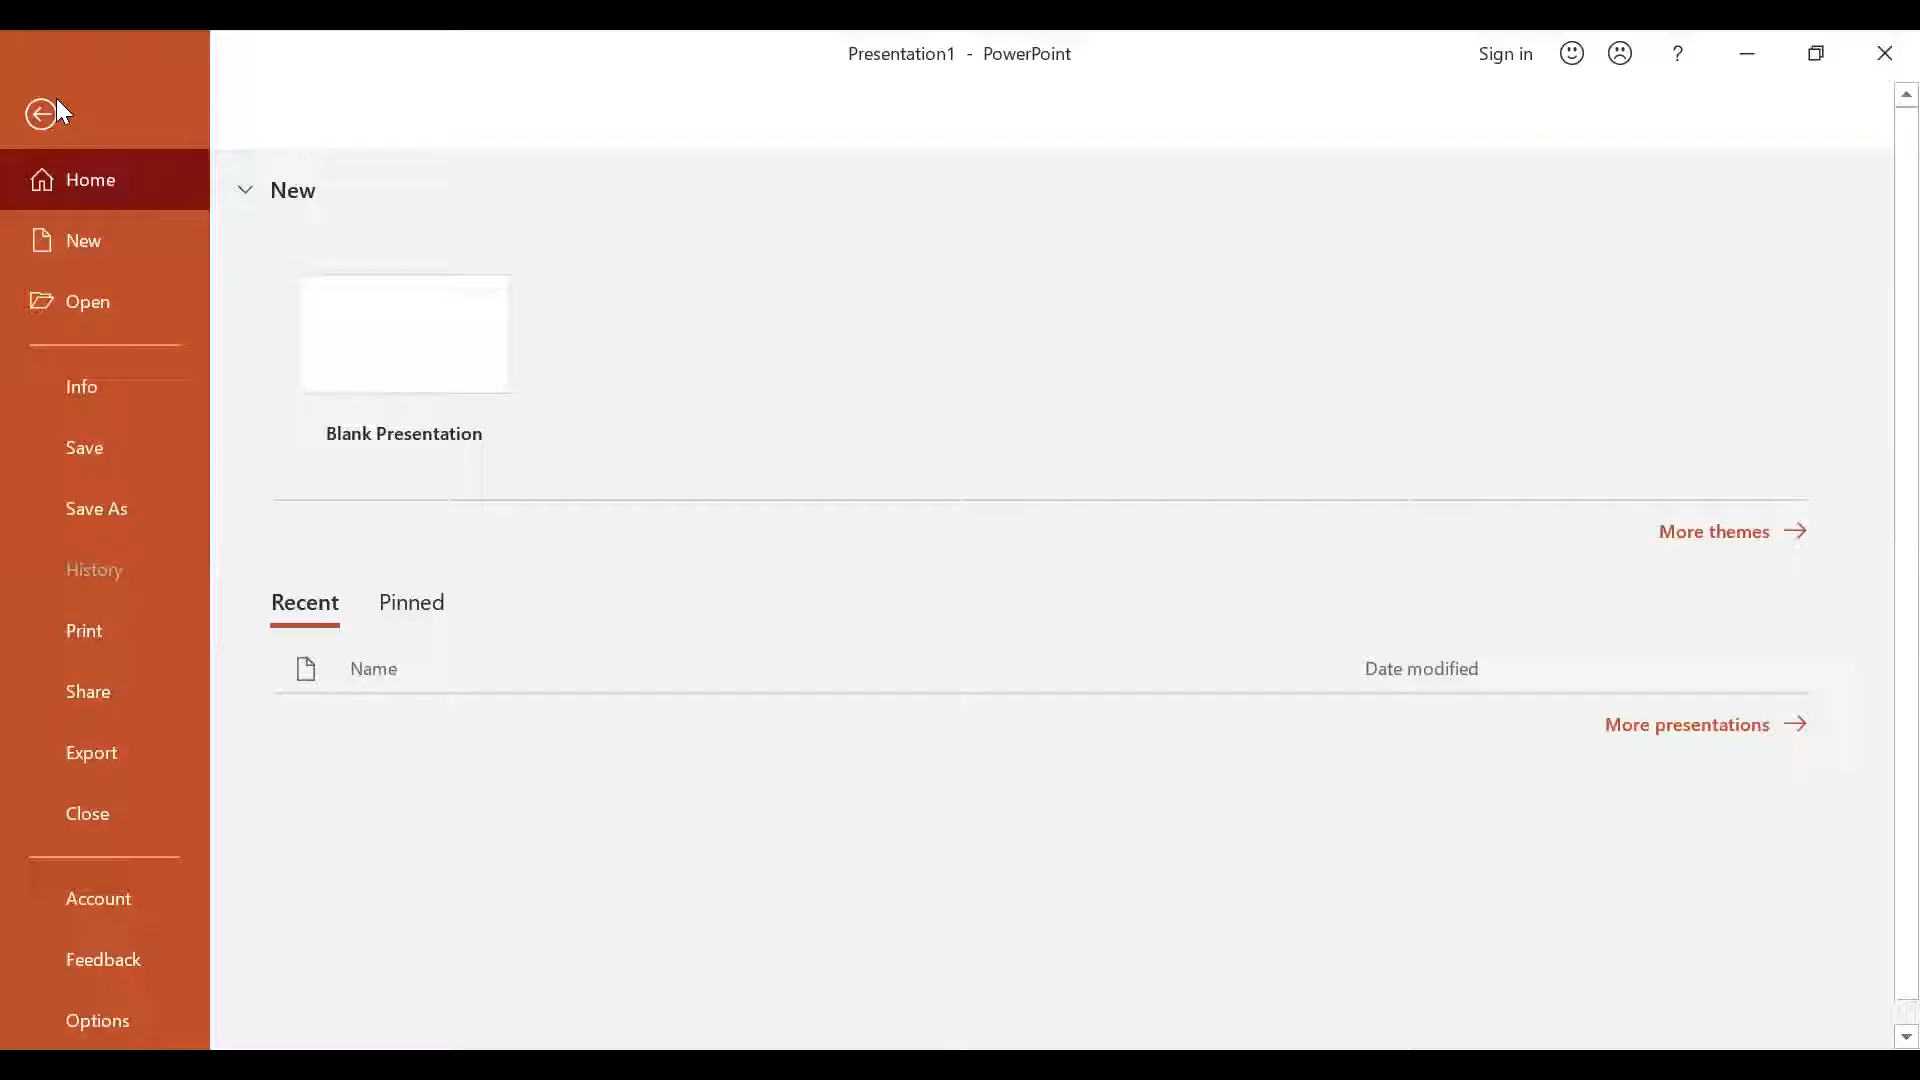 Presentation1 - PowerPoint
Sign in
?
Home
New
Open
Info
Save
Save As
History
Print
Share
Export
Close
Account
Feedback
Options
New
Blank Presentation
More themes
Recent Pinned
Name Date modified
More presentations